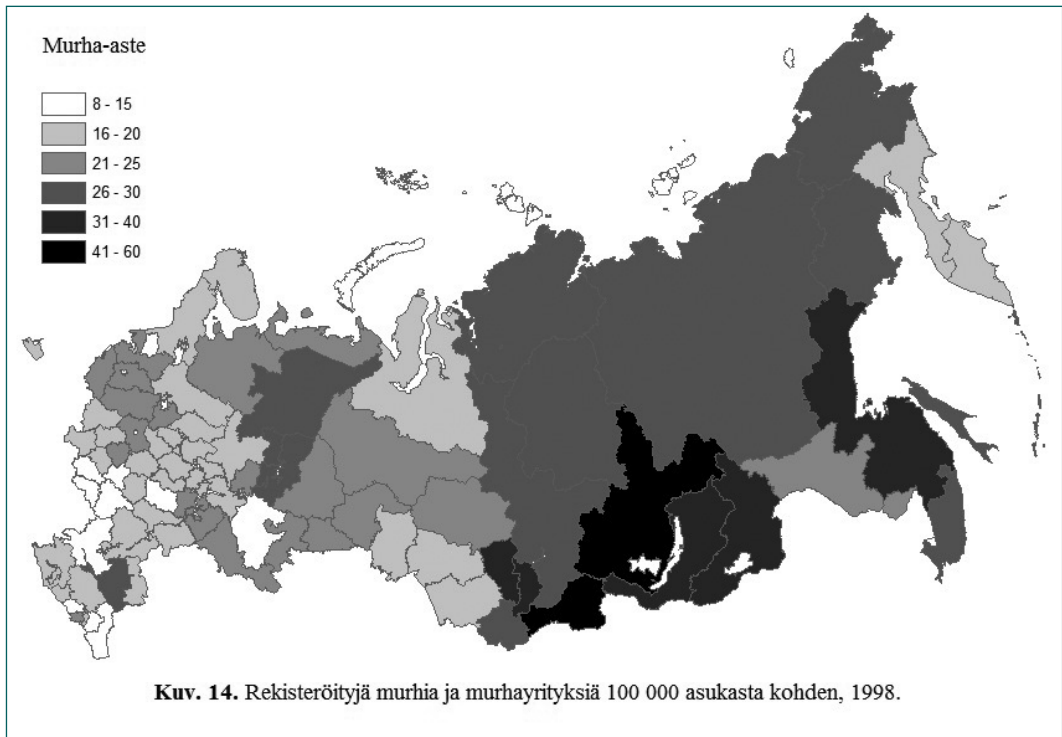 Murha-aste
8 - 15
16 - 20
21 - 25
26 - 30
31 - 40
41 - 60
Kuv. 14. Rekisteröityjä murhia ja murhayrityksiä 100 000 asukasta kohden, 1998.